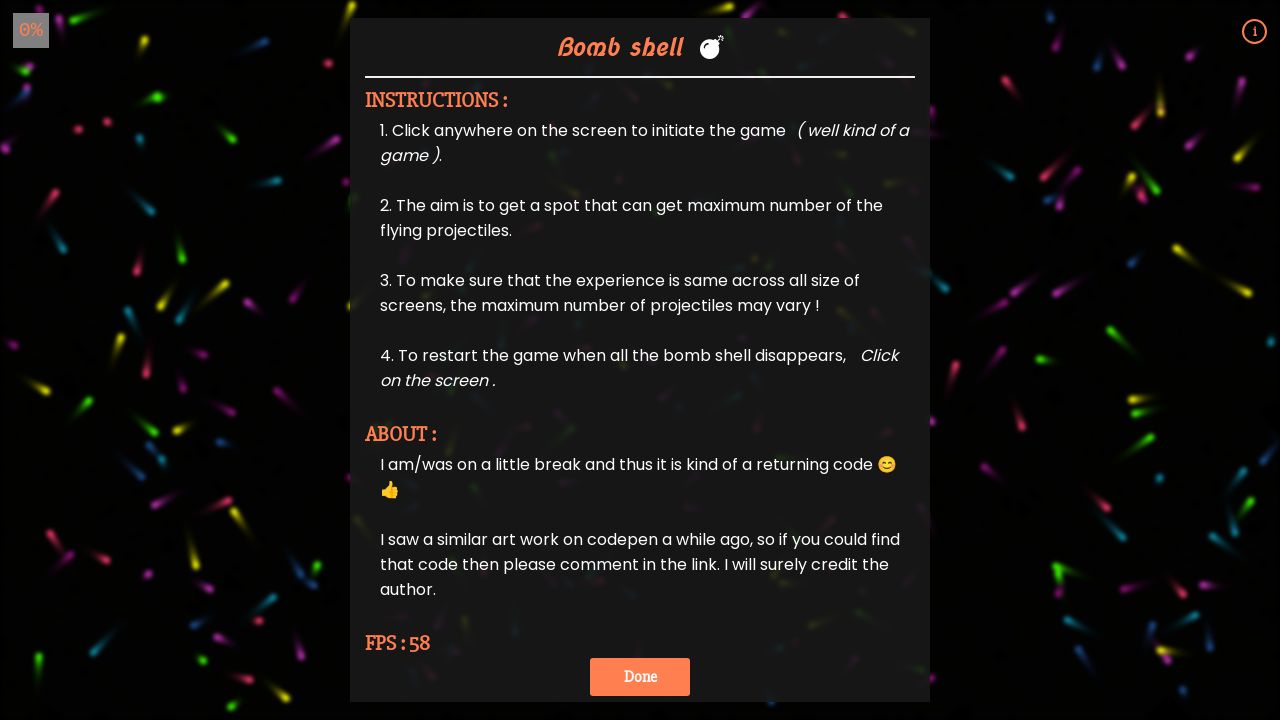 0%
i
Bomb shell 💣
INSTRUCTIONS :
1. Click anywhere on the screen to initiate the game ( well kind of a
game ).
2. The aim is to get a spot that can get maximum number of the
flying projectiles.
3. To make sure that the experience is same across all size of
screens, the maximum number of projectiles may vary !
4. To restart the game when all the bomb shell disappears, Click
on the screen .
ABOUT :
I am/was on a little break and thus it is kind of a returning code 😊
👍
I saw a similar art work on codepen a while ago, so if you could find
that code then please comment in the link. I will surely credit the
author.
FPS : 58
Done